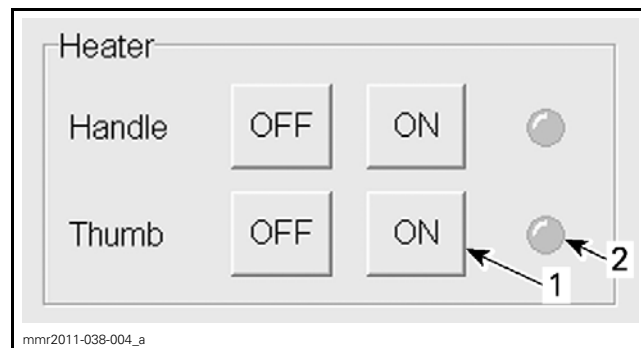 Heater
Handle OFF ON
Thumb OFF ON
1
2
mmr2011-038-004_a